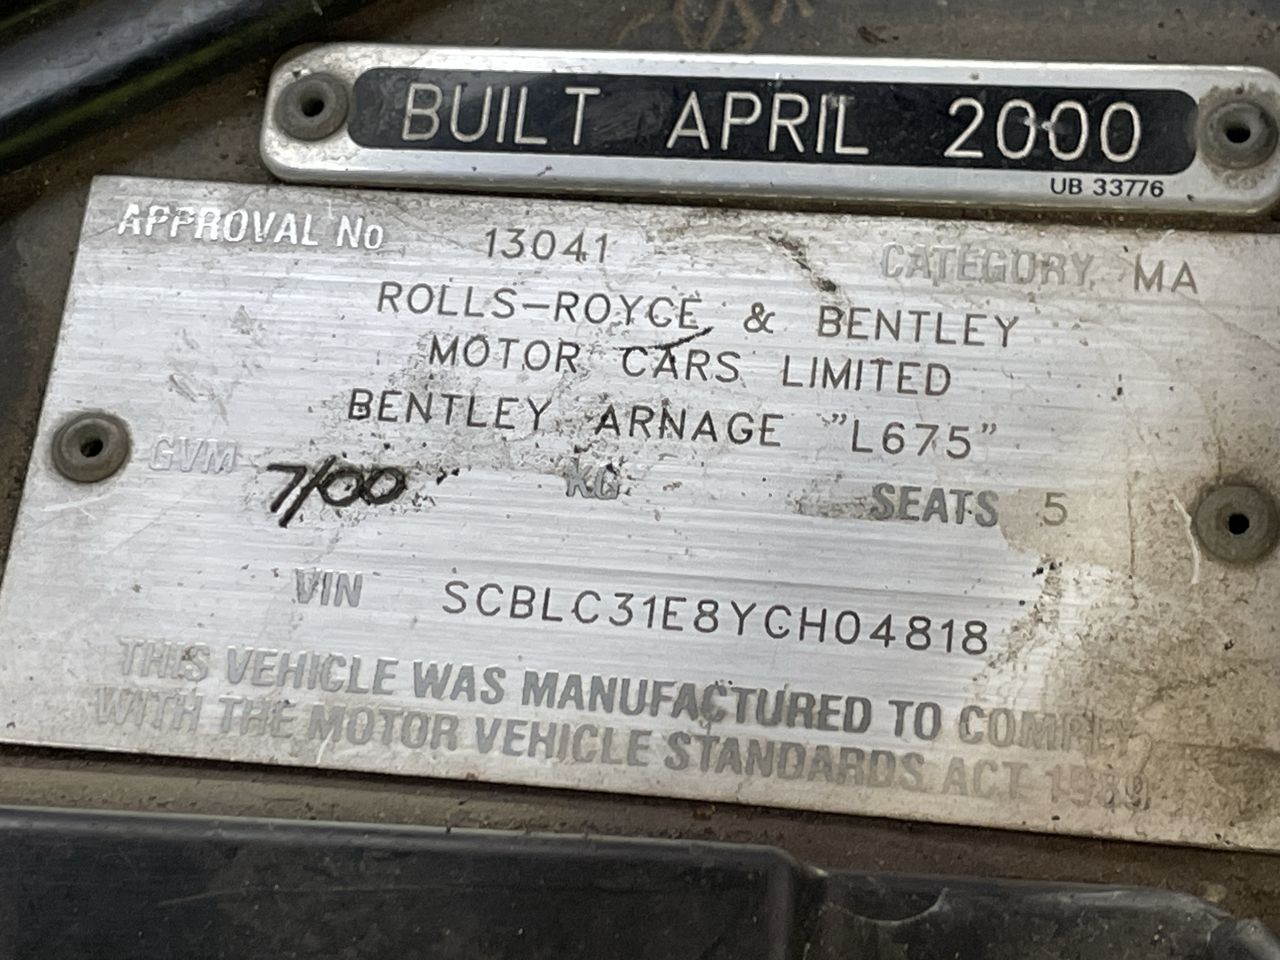 BUILT APRIL 2000
UB 33776
APPROVAL No 13041 CATEGORY MA
ROLLS-ROYCE & BENTLEY
MOTOR CARS LIMITED
BENTLEY ARNAGE "L675"
GVM 7/00 KG SEATS 5
VIN SCBLC31E8YCH04818
THIS VEHICLE WAS MANUFACTURED TO COMPLY
WITH THE MOTOR VEHICLE STANDARDS ACT 1989